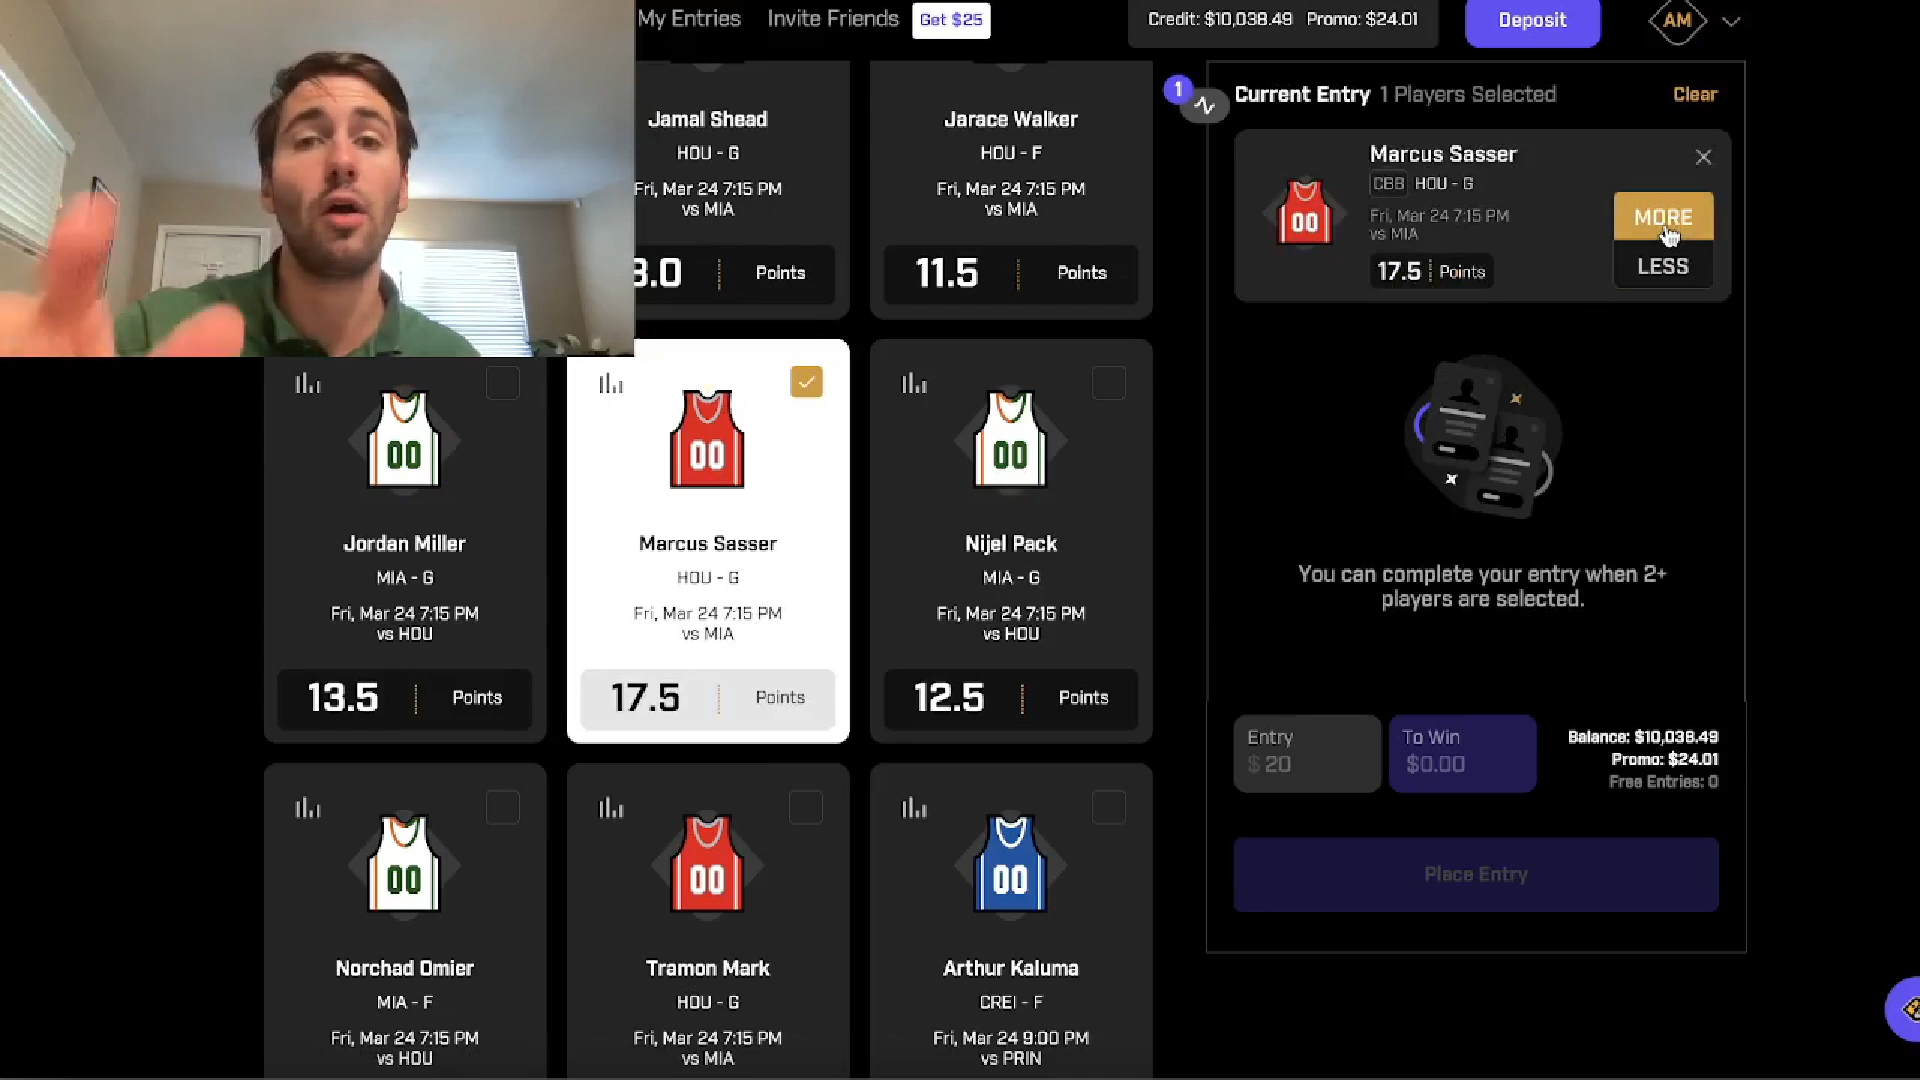 My Entries
Invite Friends
Get $25
Credit: $10,038.49
Promo: $24.01
Deposit
AM
Jamal Shead
HOU - G
Fri, Mar 24 7:15 PM
vs MIA
Points
Jarace Walker
HOU - F
Fri, Mar 24 7:15 PM
vs MIA
11.5
Points
00
Jordan Miller
MIA - G
Fri, Mar 24 7:15 PM
vs HOU
13.5
Points
00
Marcus Sasser
HOU - G
Fri, Mar 24 7:15 PM
vs MIA
17.5
Points
00
Nijel Pack
MIA - G
Fri, Mar 24 7:15 PM
vs HOU
12.5
Points
00
Norchad Omier
MIA - F
Fri, Mar 24 7:15 PM
vs HOU
00
Tramon Mark
HOU - G
Fri, Mar 24 7:15 PM
vs MIA
00
Arthur Kaluma
CREI - F
Fri, Mar 24 9:00 PM
vs PRIN
1
Current Entry
1 Players Selected
Clear
00
Marcus Sasser
CBB HOU - G
Fri, Mar 24 7:15 PM
vs MIA
17.5
Points
MORE
LESS
You can complete your entry when 2+
players are selected.
Entry
$ 20
To Win
$0.00
Balance: $10,038.49
Promo: $24.01
Free Entries: 0
Place Entry